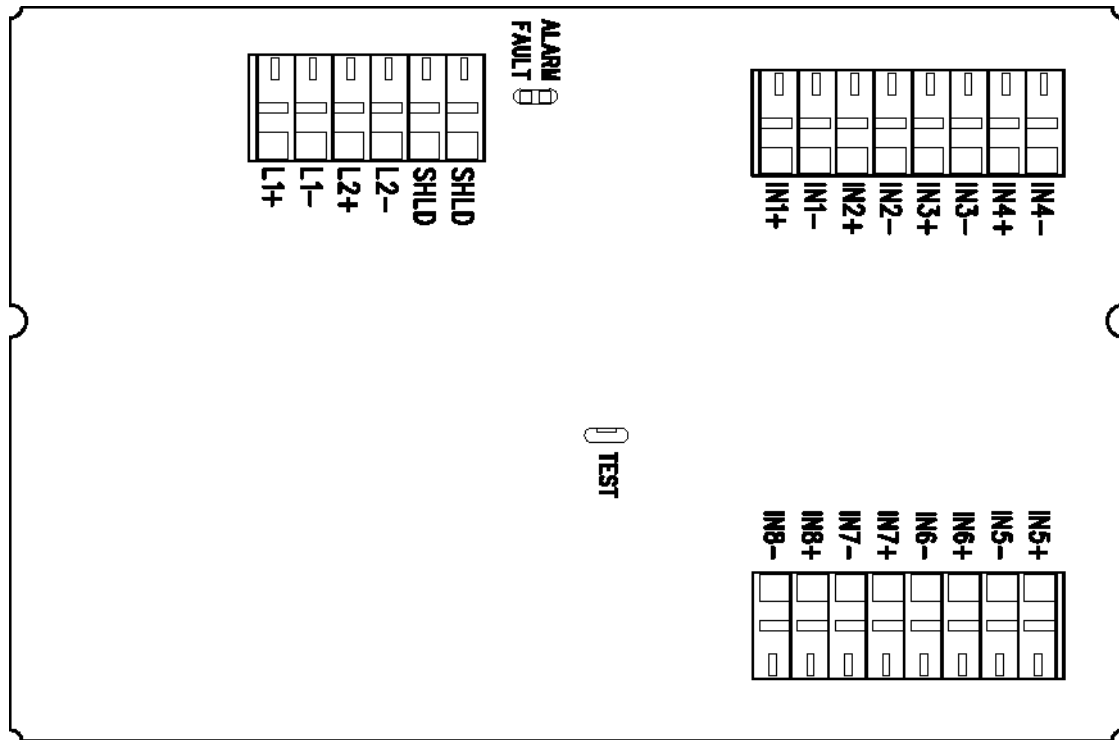 ALARM
FAULT
L1+
L1-
L2+
L2-
SHLD
SHLD
IN1+
IN1-
IN2+
IN2-
IN3+
IN3-
IN4+
IN4-
TEST
IN8-
IN8+
IN7-
IN7+
IN6-
IN6+
IN5-
IN5+